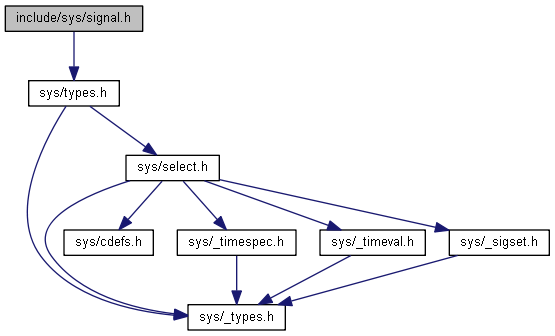 include/sys/signal.h
sys/types.h
sys/select.h
sys/cdefs.h
sys/_timespec.h
sys/_timeval.h
sys/_sigset.h
sys/_types.h